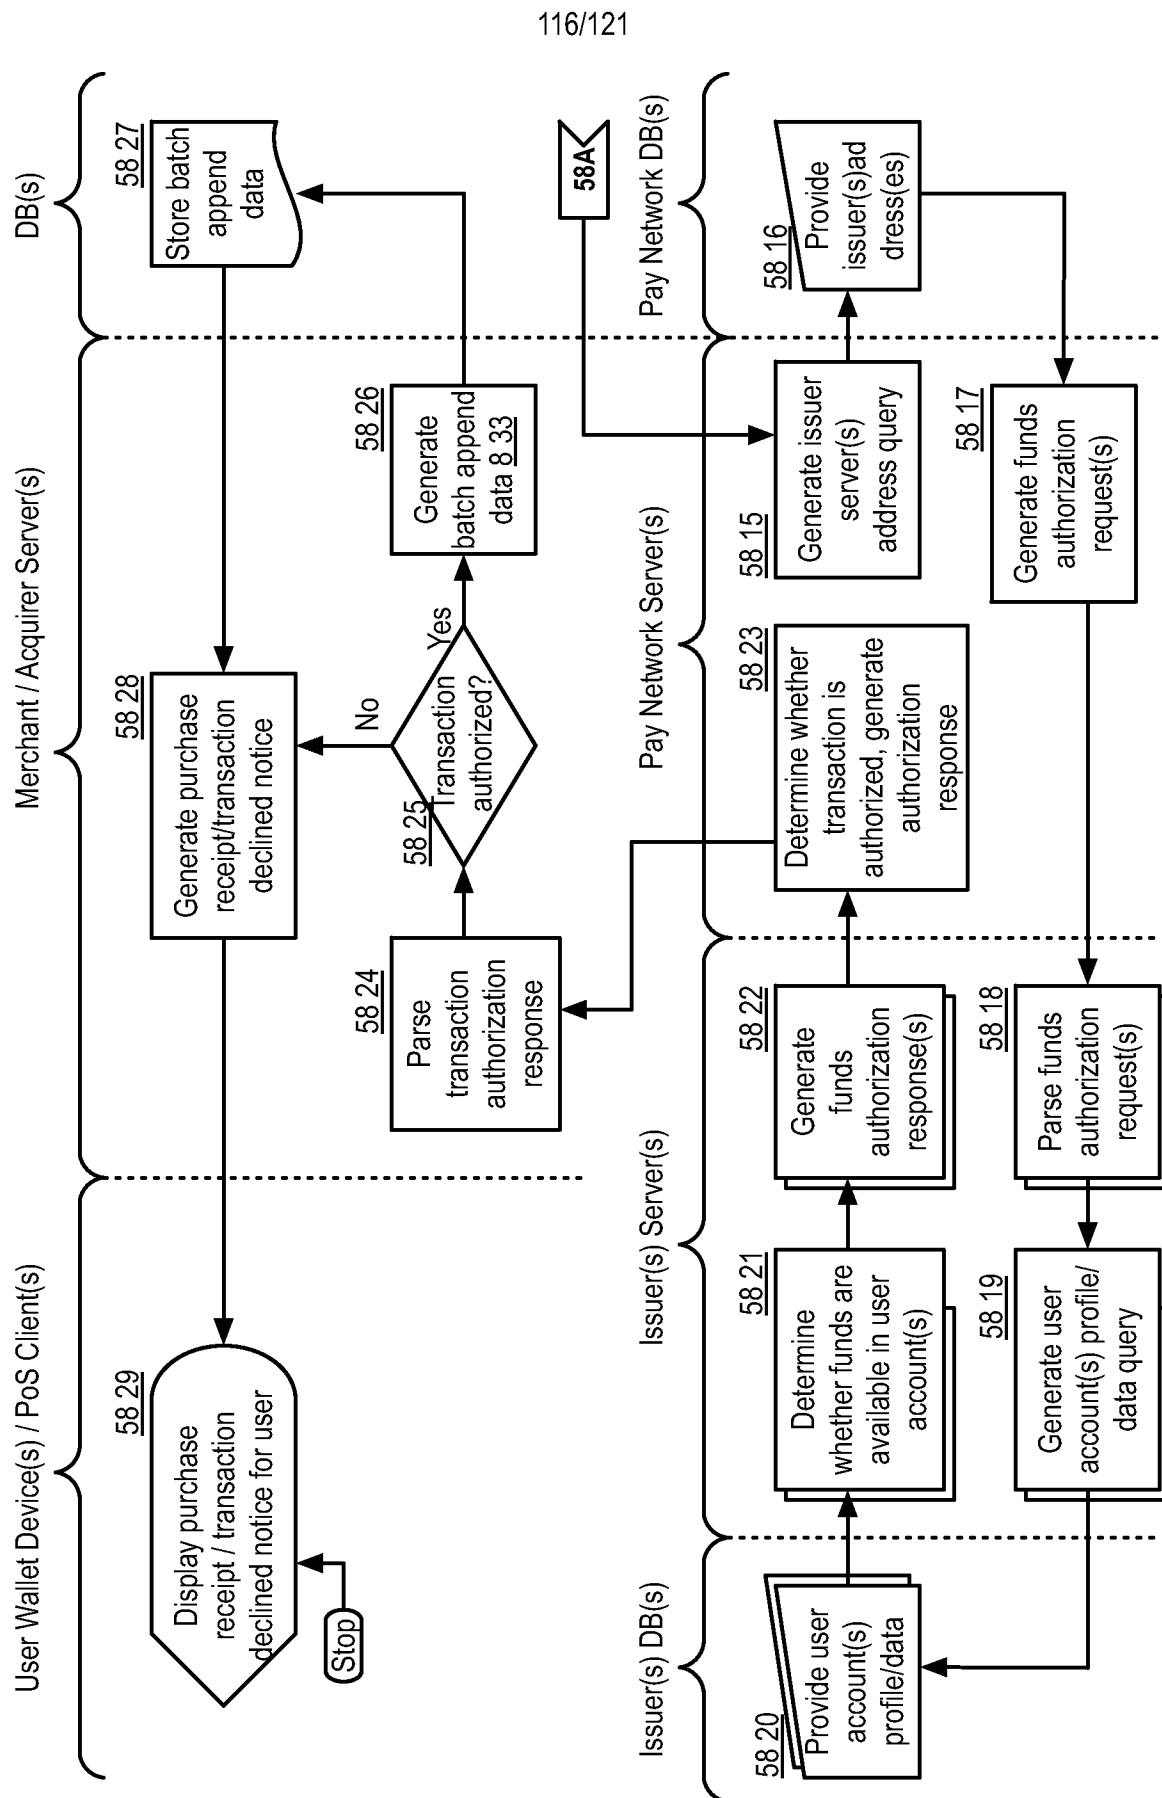 116/121
User Wallet Device(s) / PoS Client(s)
Merchant / Acquirer Server(s)
DB(s)
58 29
Display purchase
receipt / transaction
declined notice for user
Stop
58 28
Generate purchase
receipt/transaction
declined notice
58 27
Store batch
append
data
58 24
Parse
transaction
authorization
response
58 25
Transaction
authorized?
No
Yes
58 26
Generate
batch append
data 8 33
58A
Issuer(s) DB(s)
Issuer(s) Server(s)
Pay Network Server(s)
Pay Network DB(s)
58 20
Provide user
account(s)
profile/data
58 21
Determine
whether funds are
available in user
account(s)
58 22
Generate
funds
authorization
response(s)
58 23
Determine whether
transaction is
authorized, generate
authorization
response
58 15
Generate issuer
server(s)
address query
58 16
Provide
issuer(s)ad
dress(es)
58 19
Generate user
account(s) profile/
data query
58 18
Parse funds
authorization
request(s)
58 17
Generate funds
authorization
request(s)